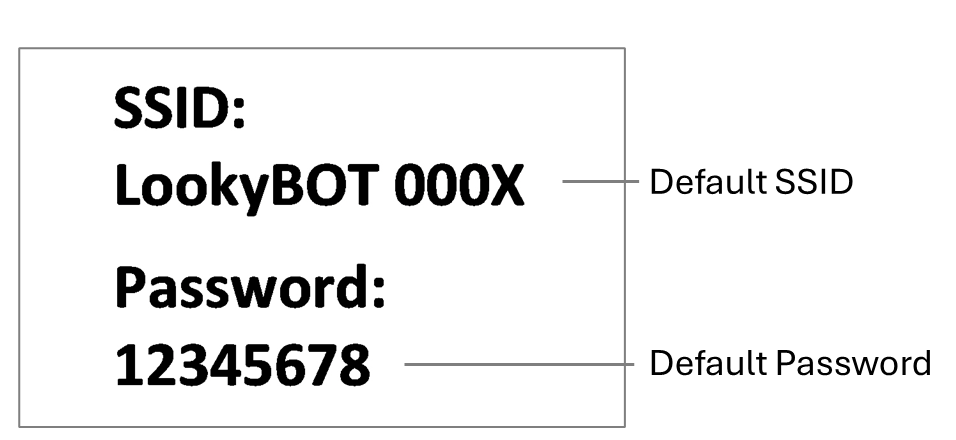 SSID:
LookyBOT 000X
Default SSID
Password:
12345678
Default Password